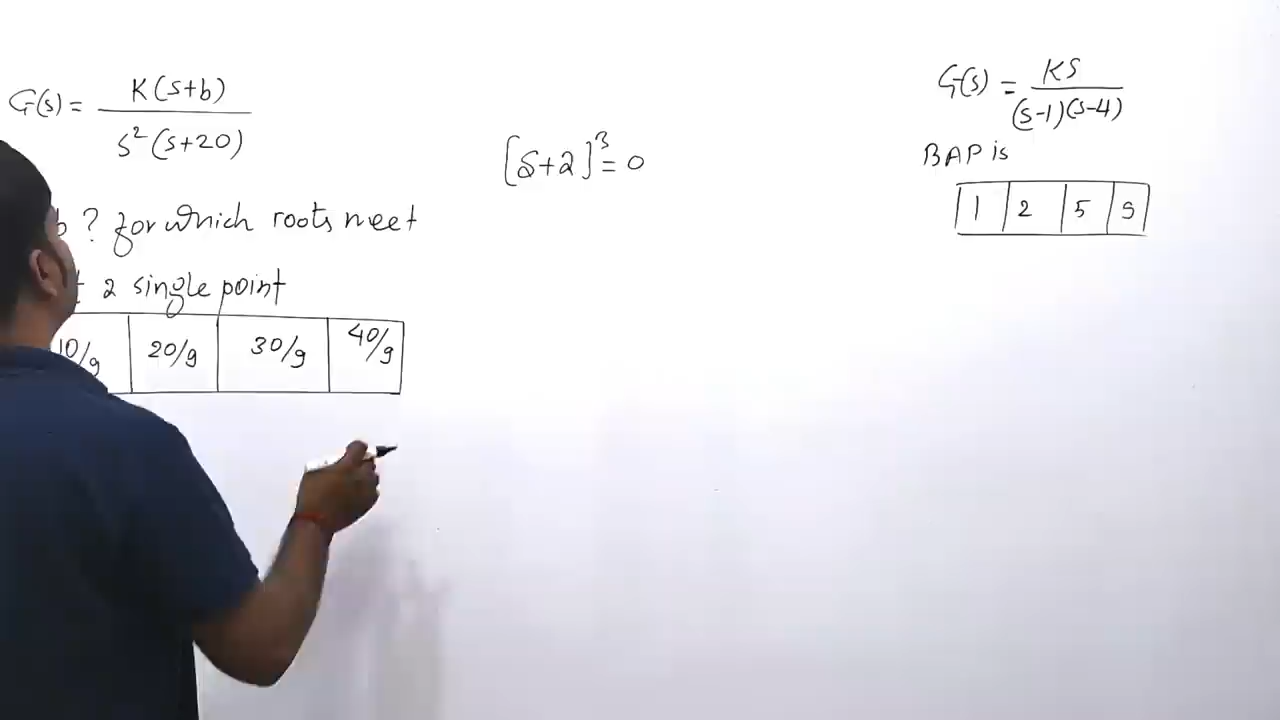 G(s) = K(s+b) / s²(s+20)
b ? for which roots meet
2 single point
10/9 20/9 30/9 40/9
[s+2]³ = 0
G(s) = KS / (s-1)(s-4)
BAP is
1 2 5 9